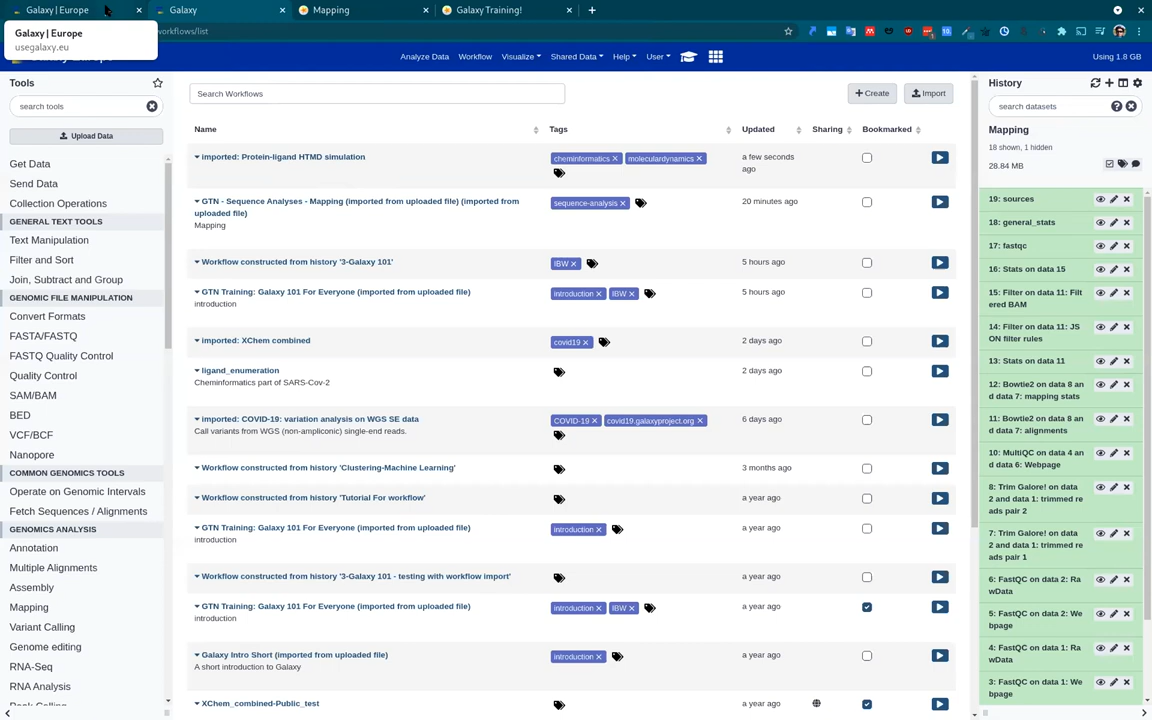 Galaxy | Europe
Galaxy
Mapping
Galaxy Training!
Galaxy | Europe
usegalaxy.eu
orkflows/list
Analyze Data
Workflow
Visualize
Shared Data
Help
User
Using 1.8 GB
Tools
search tools
Upload Data
Get Data
Send Data
Collection Operations
GENERAL TEXT TOOLS
Text Manipulation
Filter and Sort
Join, Subtract and Group
GENOMIC FILE MANIPULATION
Convert Formats
FASTA/FASTQ
FASTQ Quality Control
Quality Control
SAM/BAM
BED
VCF/BCF
Nanopore
COMMON GENOMICS TOOLS
Operate on Genomic Intervals
Fetch Sequences / Alignments
GENOMICS ANALYSIS
Annotation
Multiple Alignments
Assembly
Mapping
Variant Calling
Genome editing
RNA-Seq
RNA Analysis
Search Workflows
+ Create
Import
Name
Tags
Updated
Sharing
Bookmarked
imported: Protein-ligand HTMD simulation
cheminformatics × moleculardynamics ×
a few seconds
ago
GTN - Sequence Analyses - Mapping (imported from uploaded file) (imported from
uploaded file)
Mapping
sequence-analysis ×
20 minutes ago
Workflow constructed from history '3-Galaxy 101'
IBW ×
5 hours ago
GTN Training: Galaxy 101 For Everyone (imported from uploaded file)
introduction
introduction × IBW ×
5 hours ago
imported: XChem combined
covid19 ×
2 days ago
ligand_enumeration
Cheminformatics part of SARS-Cov-2
2 days ago
imported: COVID-19: variation analysis on WGS SE data
Call variants from WGS (non-ampliconic) single-end reads.
COVID-19 × covid19.galaxyproject.org ×
6 days ago
Workflow constructed from history 'Clustering-Machine Learning'
3 months ago
Workflow constructed from history 'Tutorial For workflow'
a year ago
GTN Training: Galaxy 101 For Everyone (imported from uploaded file)
introduction
introduction ×
a year ago
Workflow constructed from history '3-Galaxy 101 - testing with workflow import'
a year ago
GTN Training: Galaxy 101 For Everyone (imported from uploaded file)
introduction
introduction × IBW ×
a year ago
Galaxy Intro Short (imported from uploaded file)
A short introduction to Galaxy
introduction ×
a year ago
XChem_combined-Public_test
a year ago
History
search datasets
Mapping
18 shown, 1 hidden
28.84 MB
19: sources
18: general_stats
17: fastqc
16: Stats on data 15
15: Filter on data 11: Filt
ered BAM
14: Filter on data 11: JS
ON filter rules
13: Stats on data 11
12: Bowtie2 on data 8 an
d data 7: mapping stats
11: Bowtie2 on data 8 an
d data 7: alignments
10: MultiQC on data 4 an
d data 6: Webpage
8: Trim Galore! on data
2 and data 1: trimmed re
ads pair 2
7: Trim Galore! on data
2 and data 1: trimmed re
ads pair 1
6: FastQC on data 2: Ra
wData
5: FastQC on data 2: We
bpage
4: FastQC on data 1: Ra
wData
3: FastQC on data 1: We
bpage